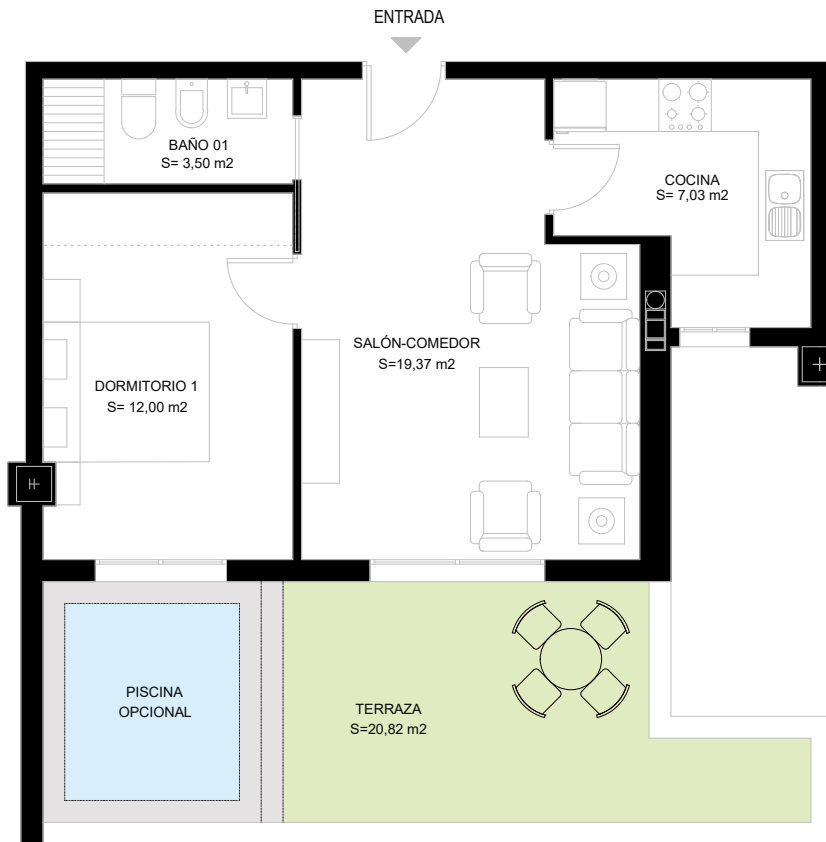 ENTRADA
BAÑO 01
S= 3,50 m2
COCINA
S= 7,03 m2
SALÓN-COMEDOR
S=19,37 m2
DORMITORIO 1
S= 12,00 m2
PISCINA
OPCIONAL
TERRAZA
S=20,82 m2